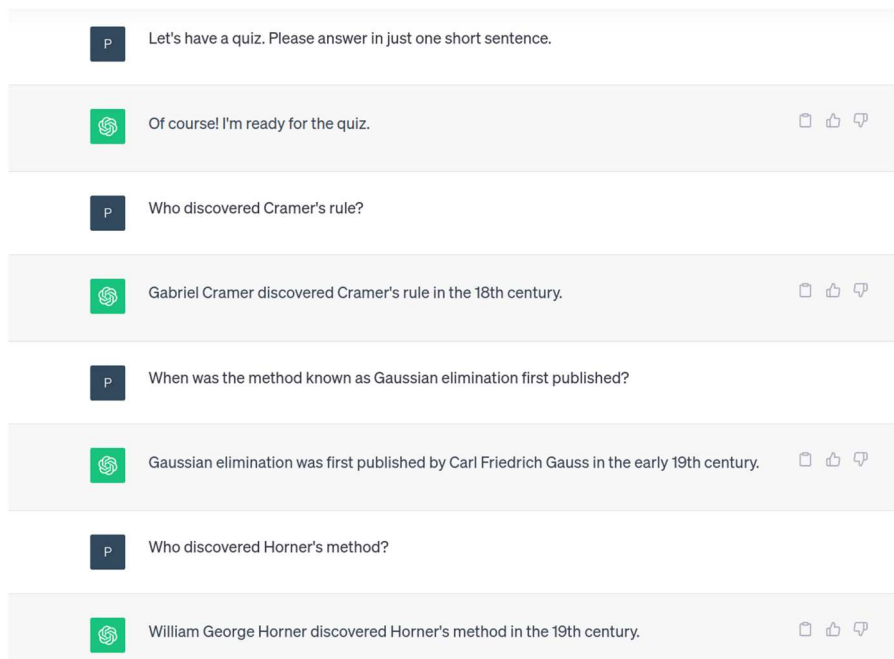 P
Let's have a quiz. Please answer in just one short sentence.
Of course! I'm ready for the quiz.
P
Who discovered Cramer's rule?
Gabriel Cramer discovered Cramer's rule in the 18th century.
P
When was the method known as Gaussian elimination first published?
Gaussian elimination was first published by Carl Friedrich Gauss in the early 19th century.
P
Who discovered Horner's method?
William George Horner discovered Horner's method in the 19th century.